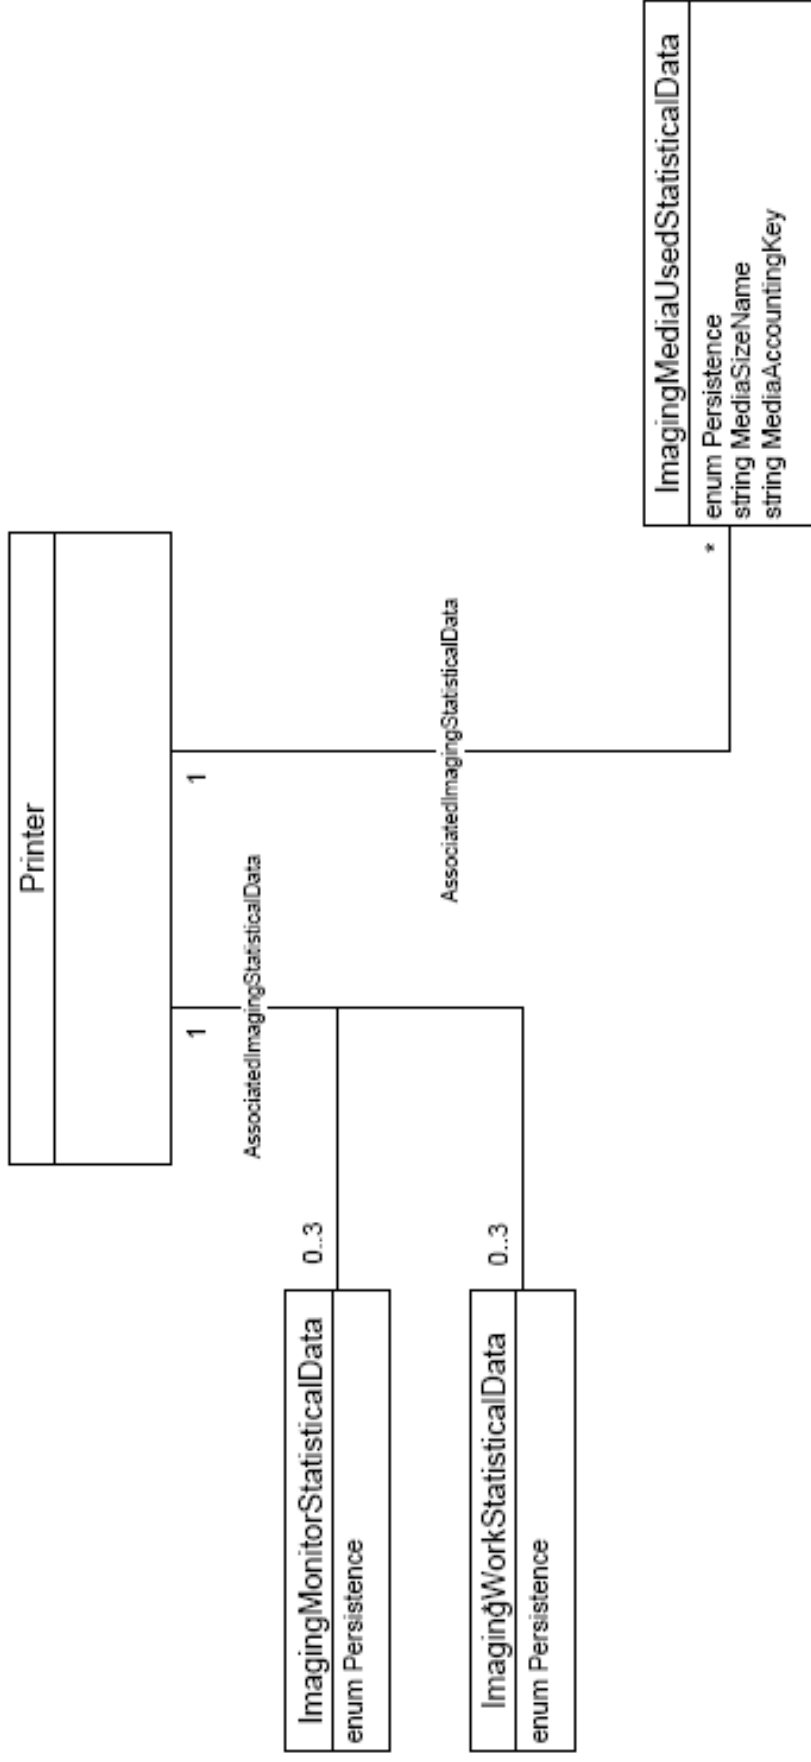 Printer
1
1
AssociatedImagingStatisticalData
AssociatedImagingStatisticalData
0..3
ImagingMonitorStatisticalData
enum Persistence
0..3
ImagingWorkStatisticalData
enum Persistence
*
ImagingMediaUsedStatisticalData
enum Persistence
string MediaSizeName
string MediaAccountingKey